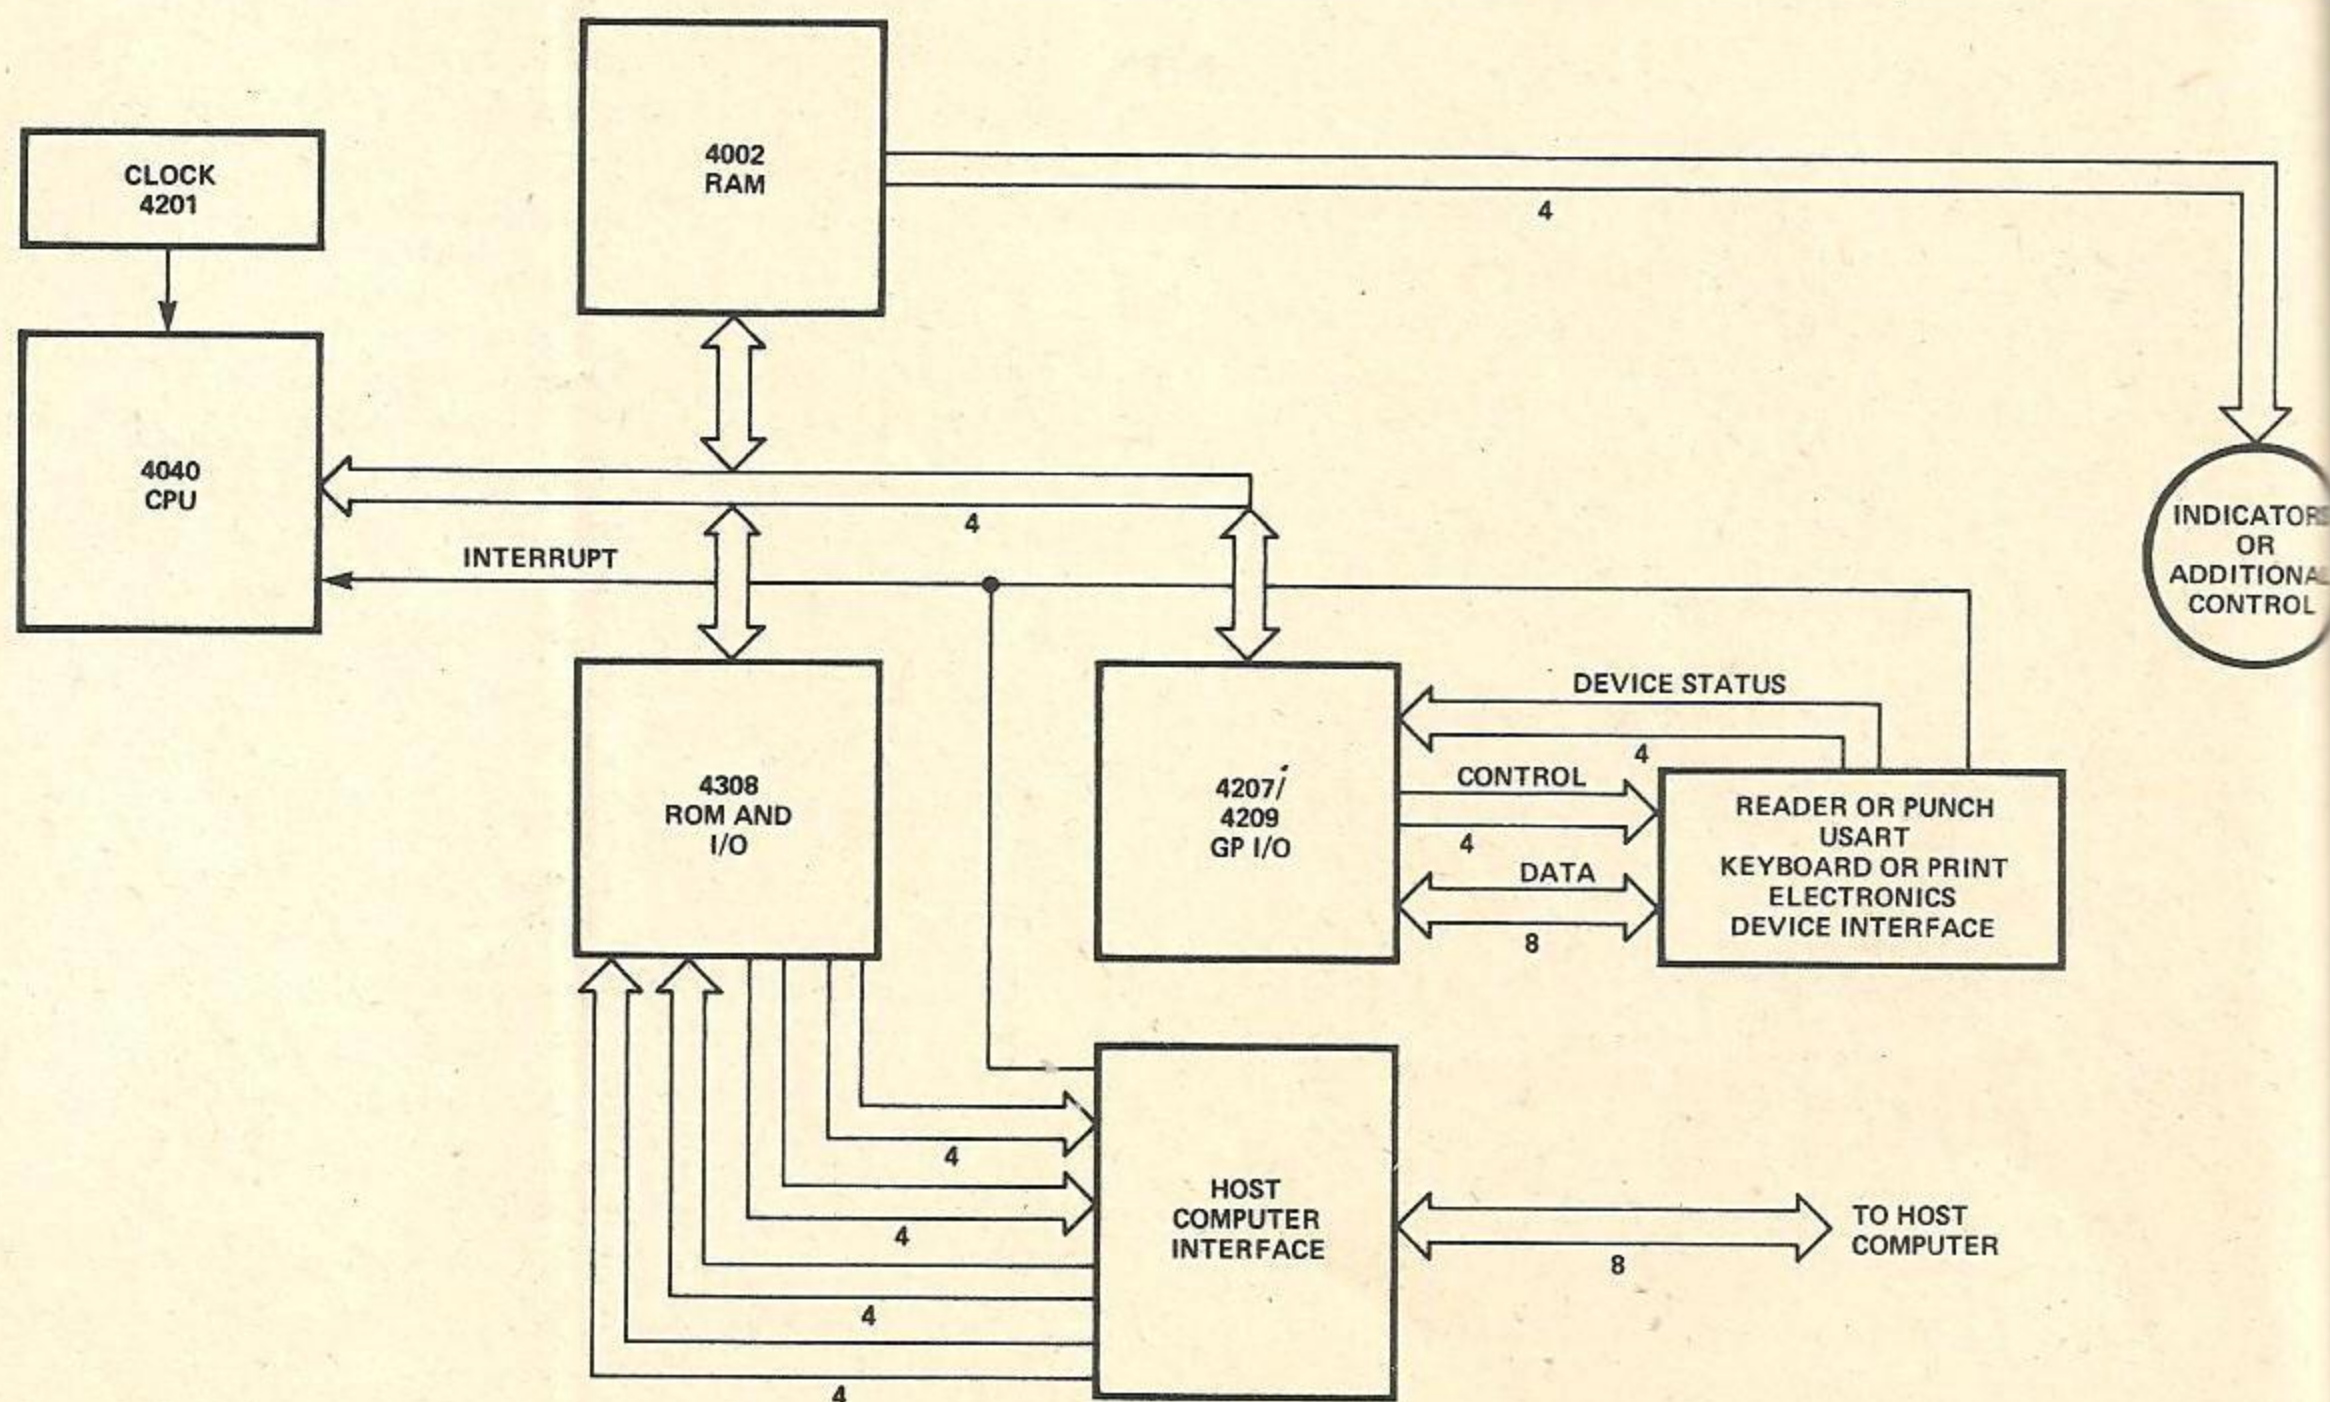 4002
RAM
CLOCK
4201
4
4040
CPU
4
INTERRUPT
INDICATORS
OR
ADDITIONAL
CONTROL
DEVICE STATUS
4
CONTROL
4
DATA
8
4308
ROM AND
I/O
4207/
4209
GP I/O
READER OR PUNCH
USART
KEYBOARD OR PRINT
ELECTRONICS
DEVICE INTERFACE
4
4
4
4
HOST
COMPUTER
INTERFACE
8
TO HOST
COMPUTER